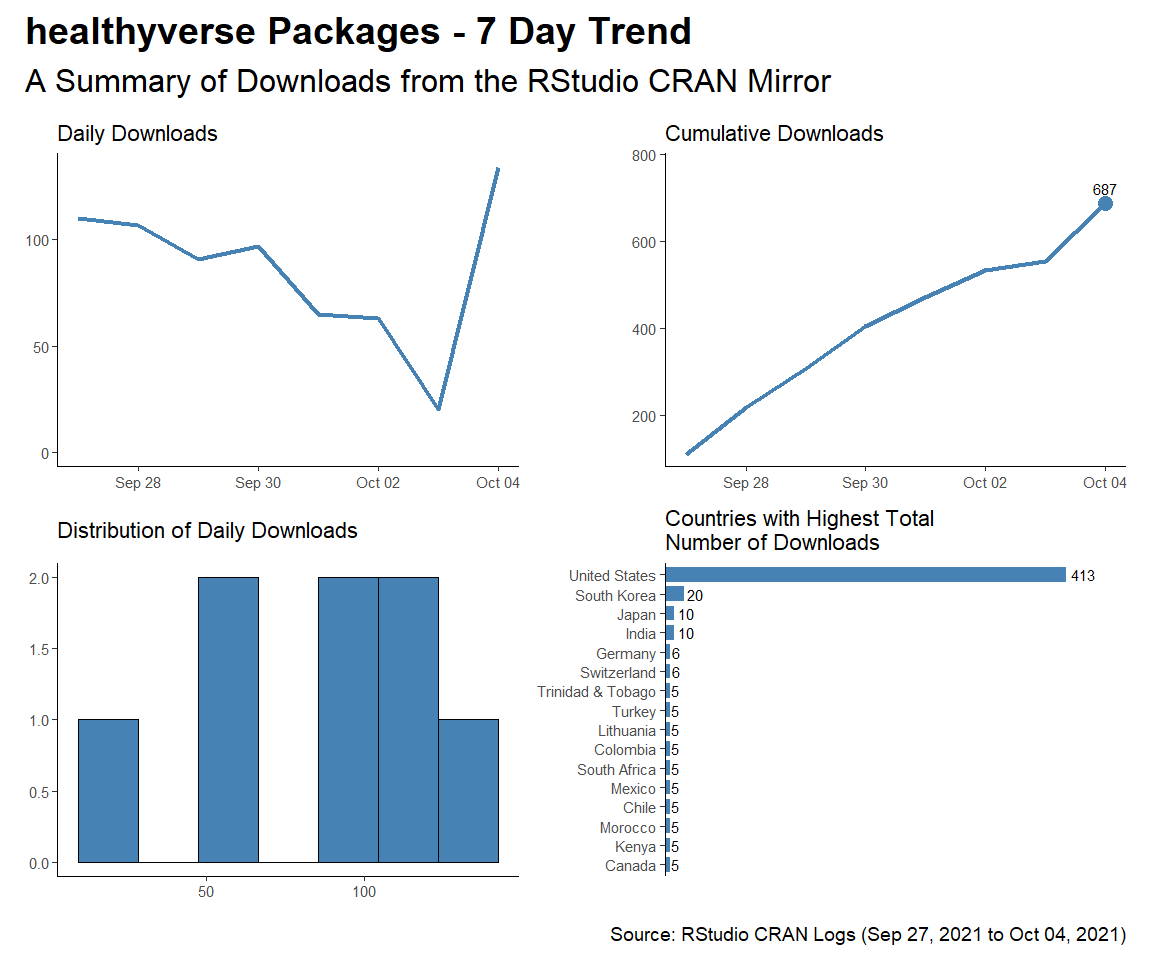 healthyverse Packages - 7 Day Trend
A Summary of Downloads from the RStudio CRAN Mirror
Daily Downloads
100
50
0
Sep 28 Sep 30 Oct 02 Oct 04
Cumulative Downloads
800
600
400
200
687
Sep 28 Sep 30 Oct 02 Oct 04
Distribution of Daily Downloads
2.0
1.5
1.0
0.5
0.0
50 100
Countries with Highest Total
Number of Downloads
United States 413
South Korea 20
Japan 10
India 10
Germany 6
Switzerland 6
Trinidad & Tobago 5
Turkey 5
Lithuania 5
Colombia 5
South Africa 5
Mexico 5
Chile 5
Morocco 5
Kenya 5
Canada 5
Source: RStudio CRAN Logs (Sep 27, 2021 to Oct 04, 2021)